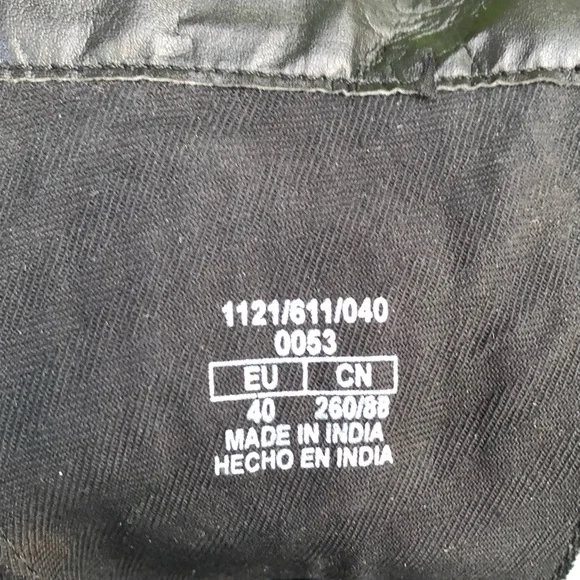 1121/611/040
0053
EU CN
40 260/88
MADE IN INDIA
HECHO EN INDIA